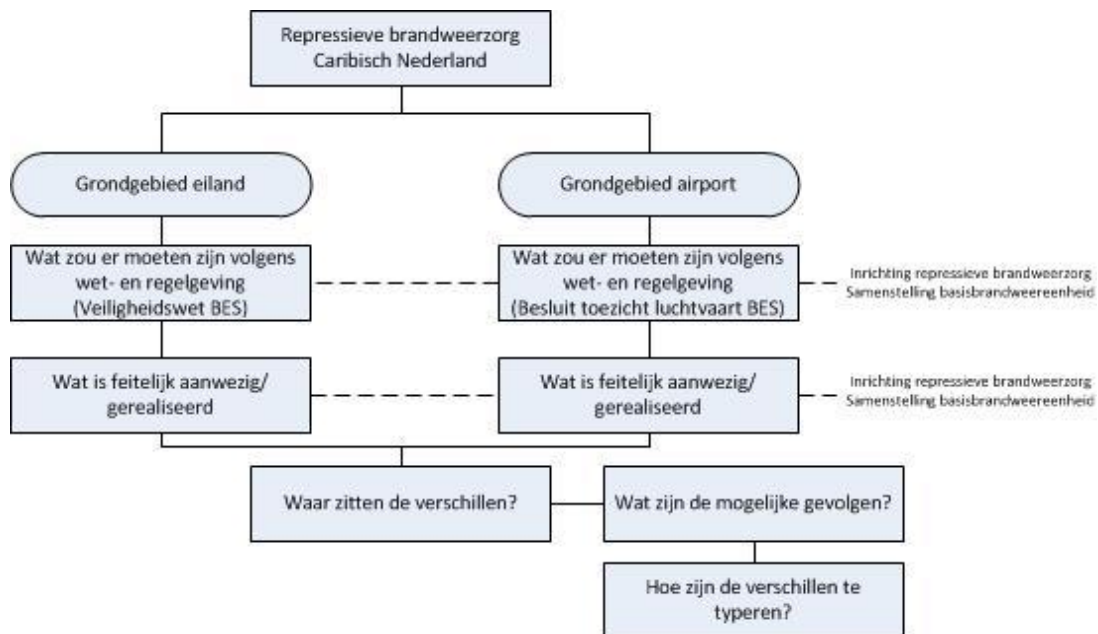 Repressieve brandweerzorg
Caribisch Nederland
Grondgebied eiland
Grondgebied airport
Wat zou er moeten zijn volgens
wet- en regelgeving
(Veiligheidswet BES)
Wat zou er moeten zijn volgens
wet- en regelgeving
(Besluit toezicht luchtvaart BES)
Inrichting repressieve brandweerzorg
Samenstelling basisbrandweereenheid
Wat is feitelijk aanwezig/
gerealiseerd
Wat is feitelijk aanwezig/
gerealiseerd
Inrichting repressieve brandweerzorg
Samenstelling basisbrandweereenheid
Waar zitten de verschillen?
Wat zijn de mogelijke gevolgen?
Hoe zijn de verschillen te
typeren?